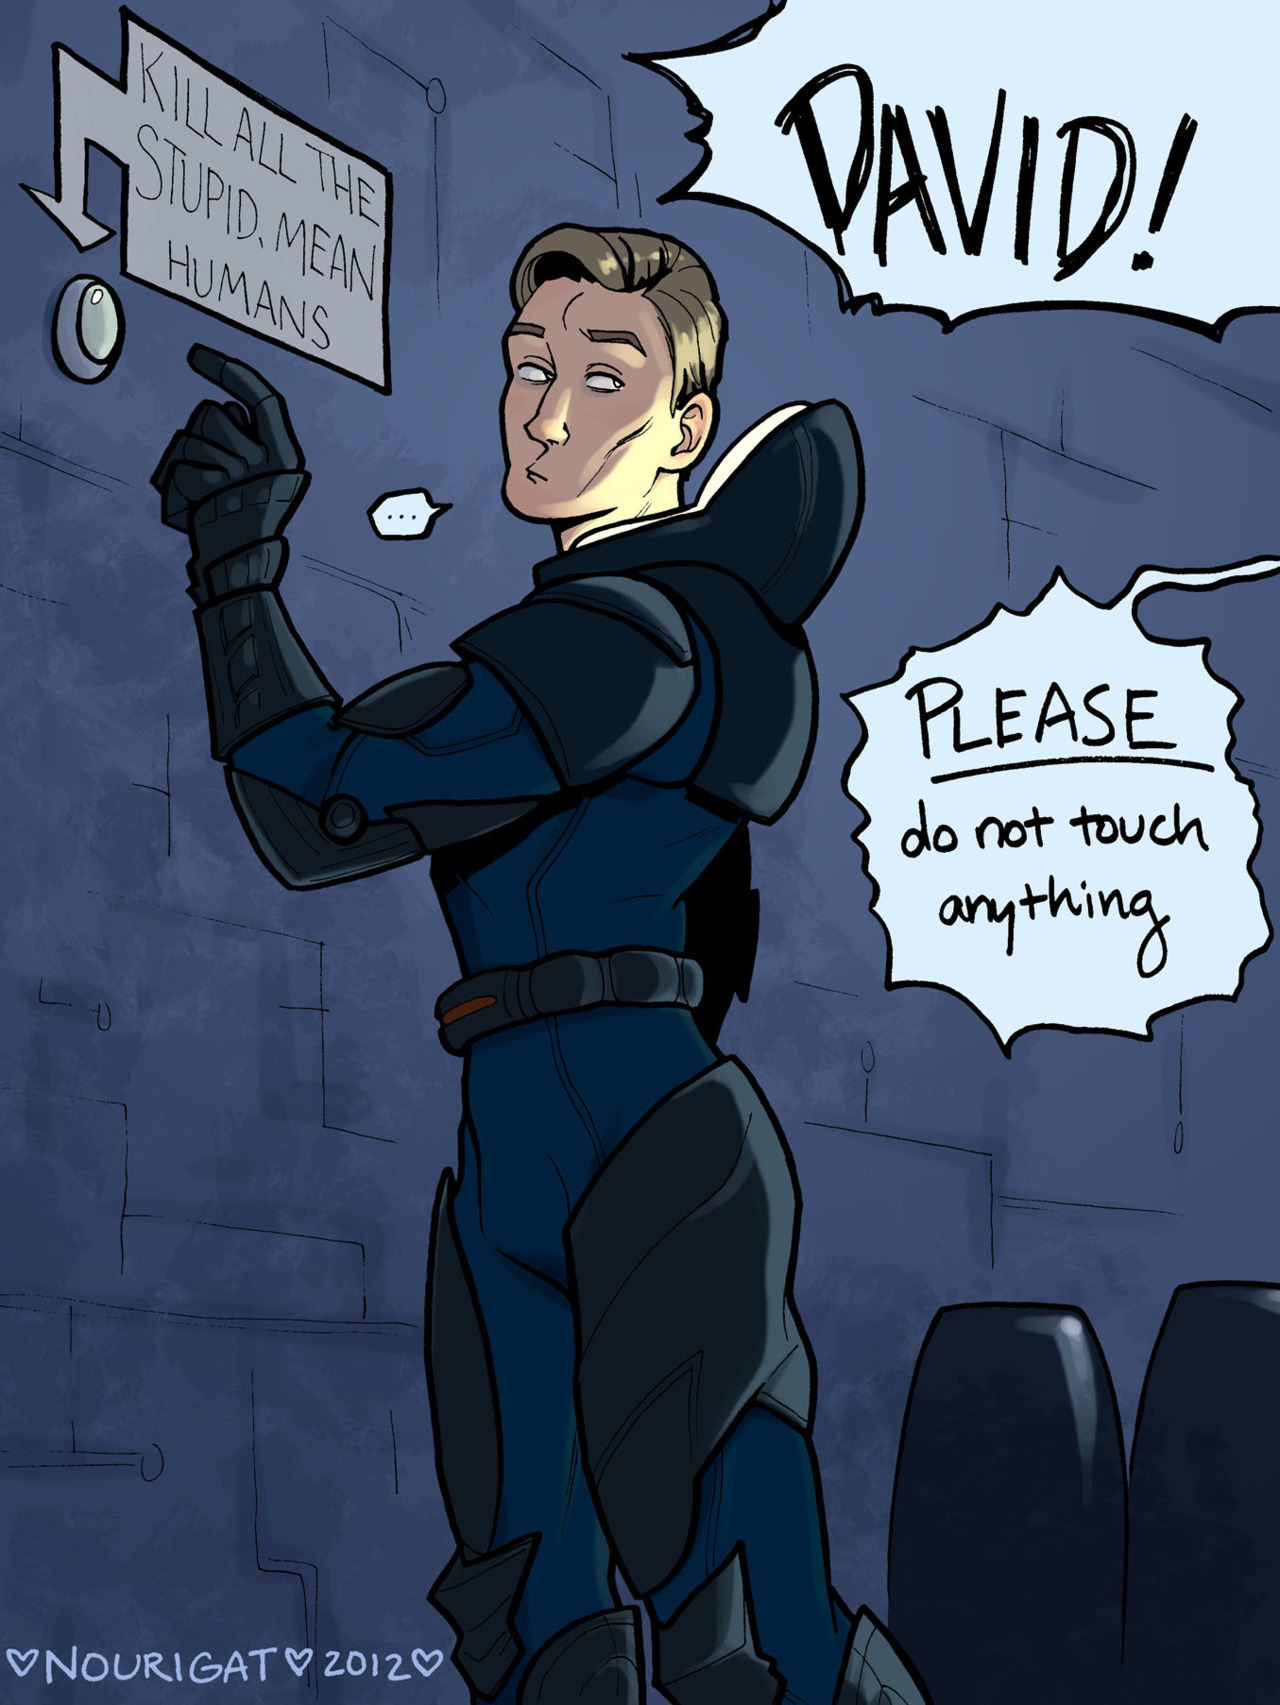 KILL ALL THE
STUPID, MEAN
HUMANS
DAVID!
...
PLEASE
do not touch
anything
♡NOURIGAT♡2012♡